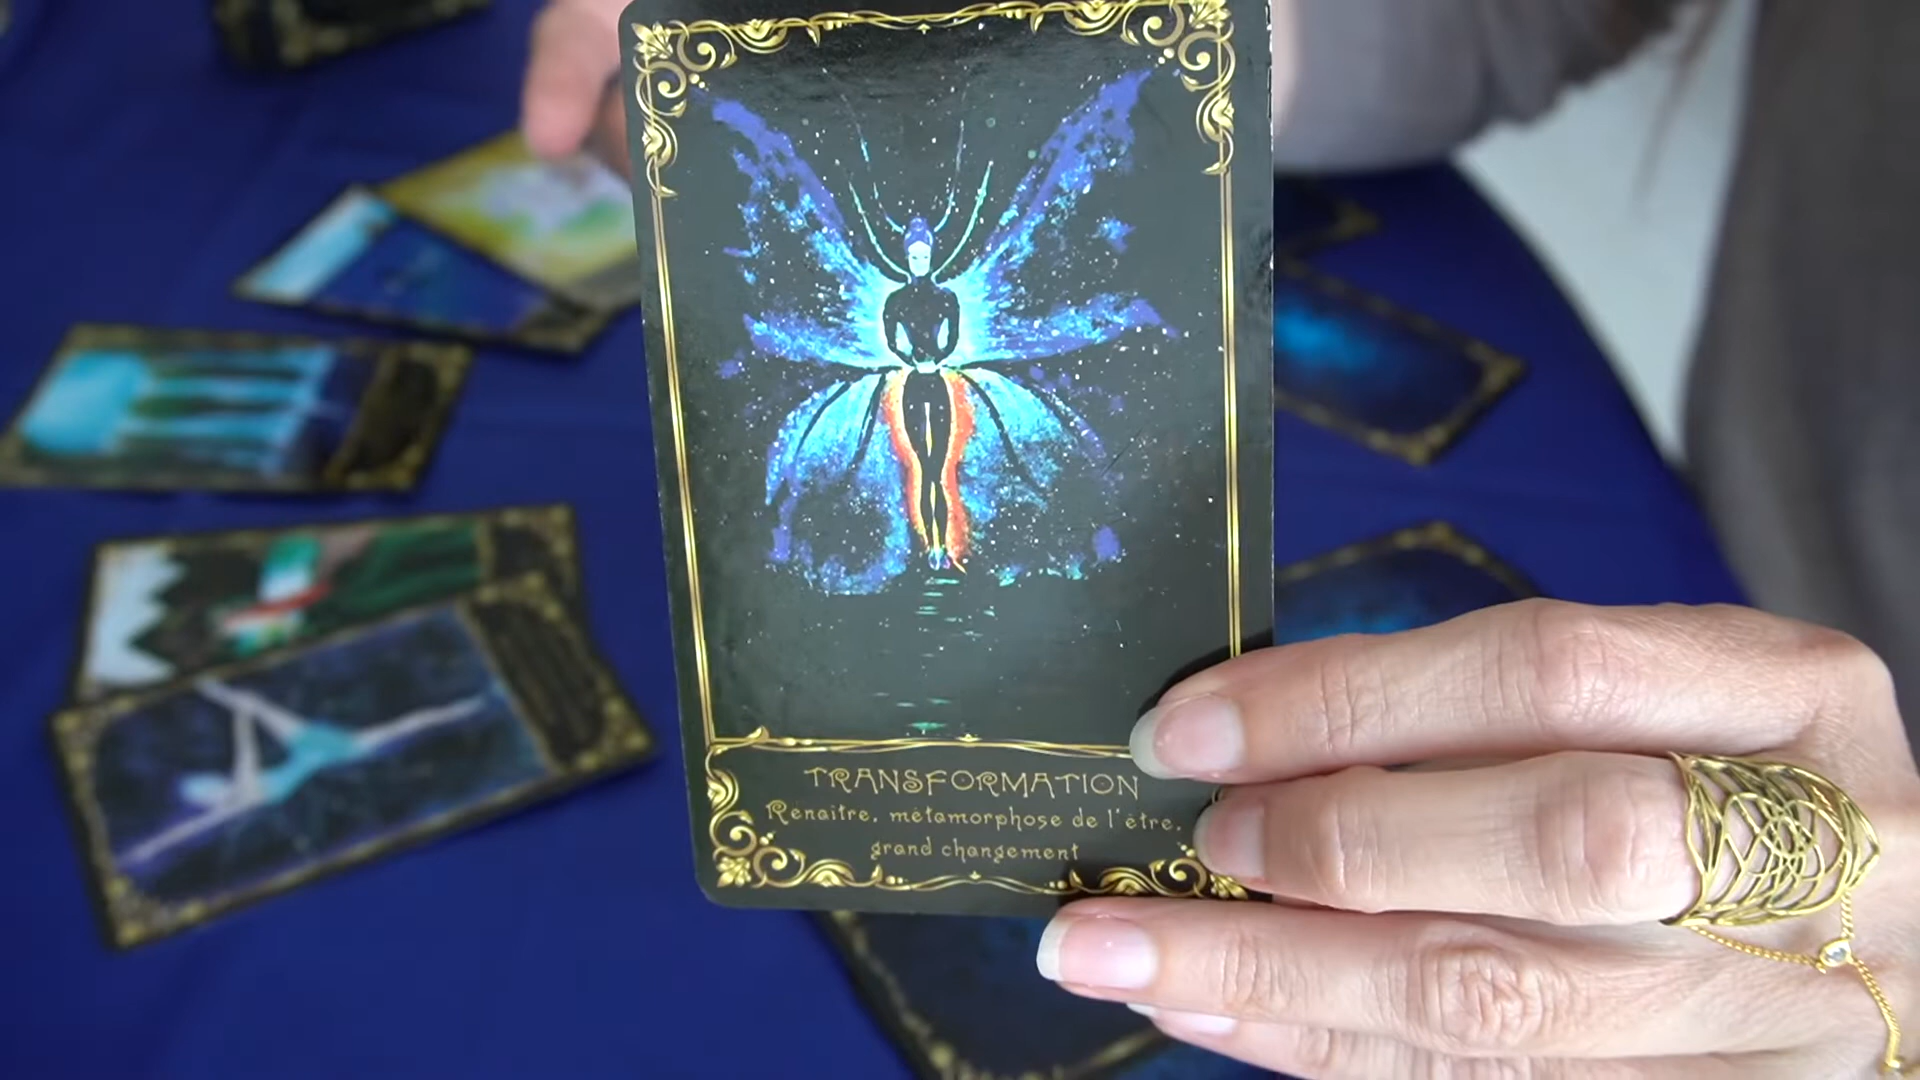 TRANSFORMATION
Renaître, métamorphose de l'être,
grand changement